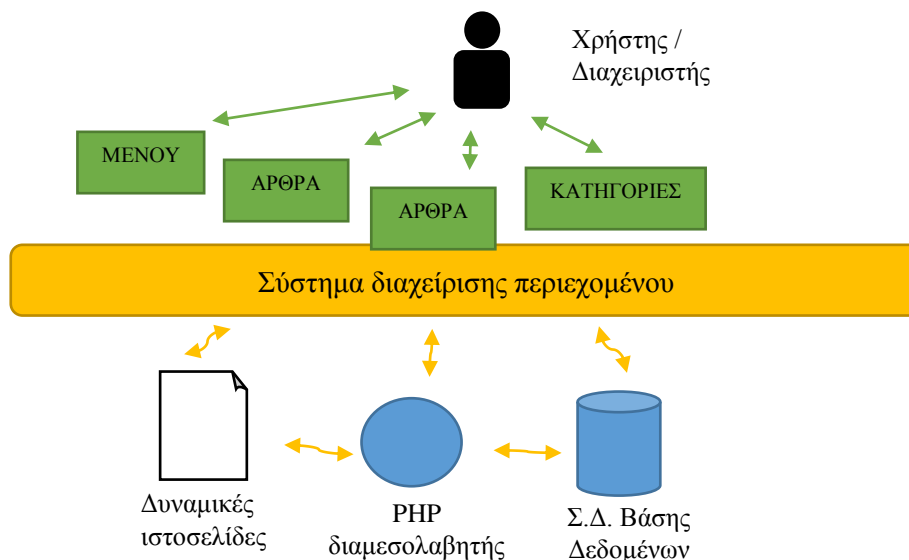 Χρήστης /
Διαχειριστής
ΜΕΝΟΥ
ΑΡΘΡΑ
ΑΡΘΡΑ
ΚΑΤΗΓΟΡΙΕΣ
Σύστημα διαχείρισης περιεχομένου
Δυναμικές
ιστοσελίδες
PHP
διαμεσολαβητής
Σ.Δ. Βάσης
Δεδομένων